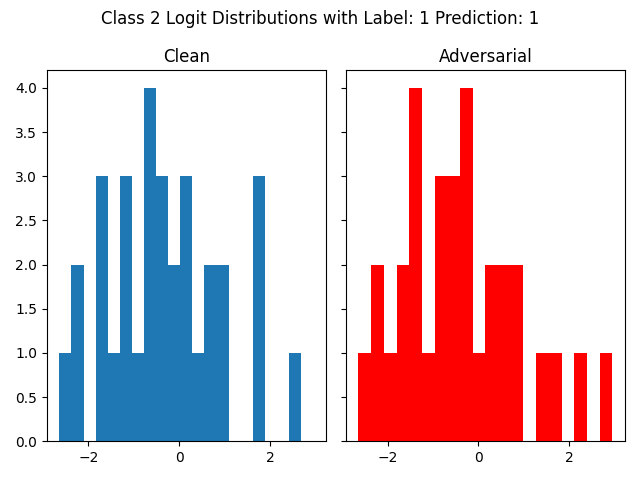 Class 2 Logit Distributions with Label: 1 Prediction: 1
Clean
Adversarial
4.0
3.5
3.0
2.5
2.0
1.5
1.0
0.5
0.0
−2 0 2
−2 0 2